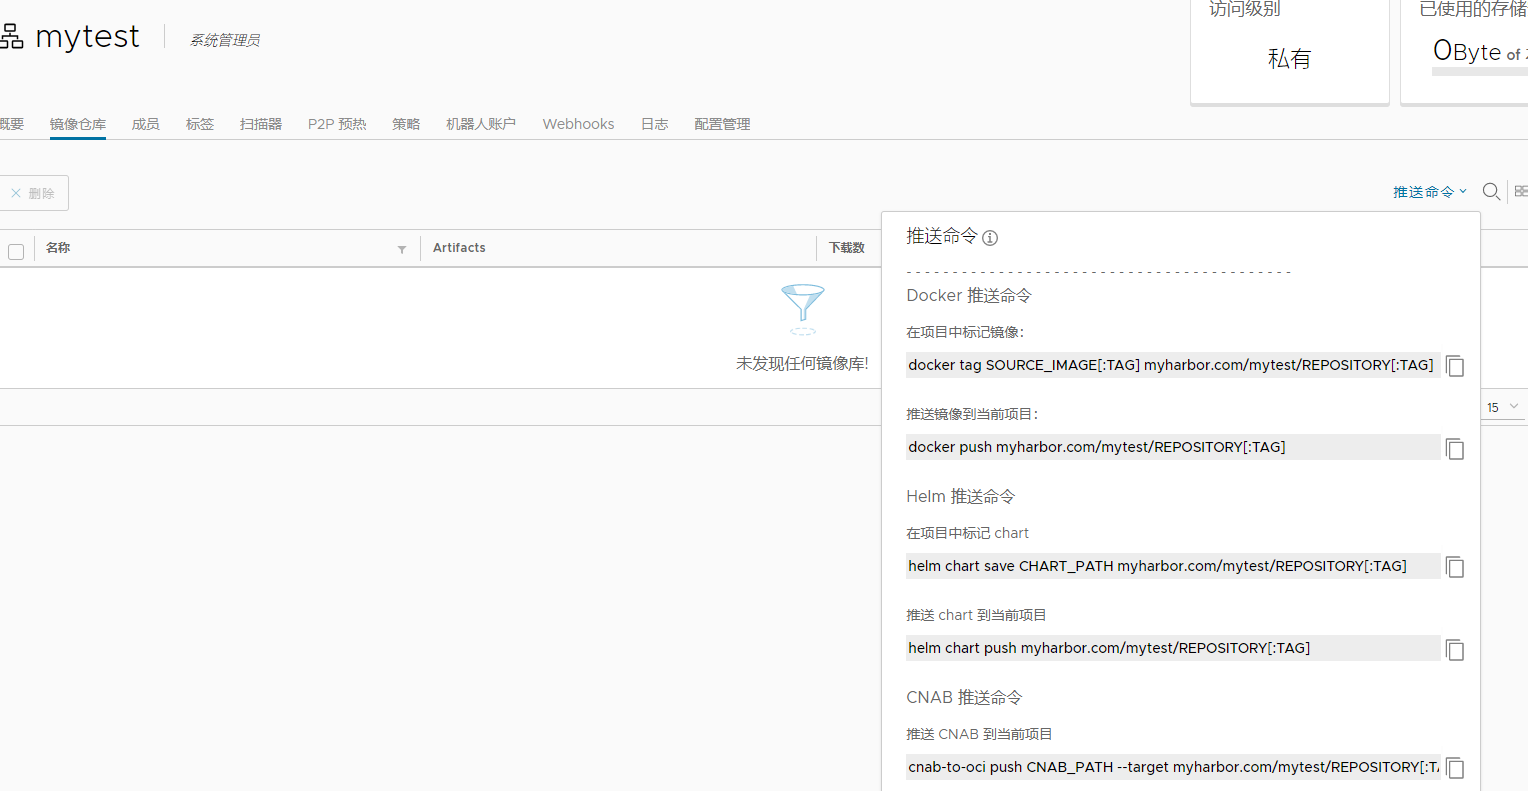 访问级别
已使用的存储
mytest
系统管理员
私有
0Byte of
概要 镜像仓库 成员 标签 扫描器 P2P 预热 策略 机器人账户 Webhooks 日志 配置管理
删除
推送命令
名称 Artifacts 下载数
推送命令
- - - - - - - - - - - - - - - - - - - - - - - - - - - - - - - - - - - - - - - - - -
Docker 推送命令
在项目中标记镜像：
docker tag SOURCE_IMAGE[:TAG] myharbor.com/mytest/REPOSITORY[:TAG]
未发现任何镜像库!
推送镜像到当前项目：
15
docker push myharbor.com/mytest/REPOSITORY[:TAG]
Helm 推送命令
在项目中标记 chart
helm chart save CHART_PATH myharbor.com/mytest/REPOSITORY[:TAG]
推送 chart 到当前项目
helm chart push myharbor.com/mytest/REPOSITORY[:TAG]
CNAB 推送命令
推送 CNAB 到当前项目
cnab-to-oci push CNAB_PATH --target myharbor.com/mytest/REPOSITORY[:TA